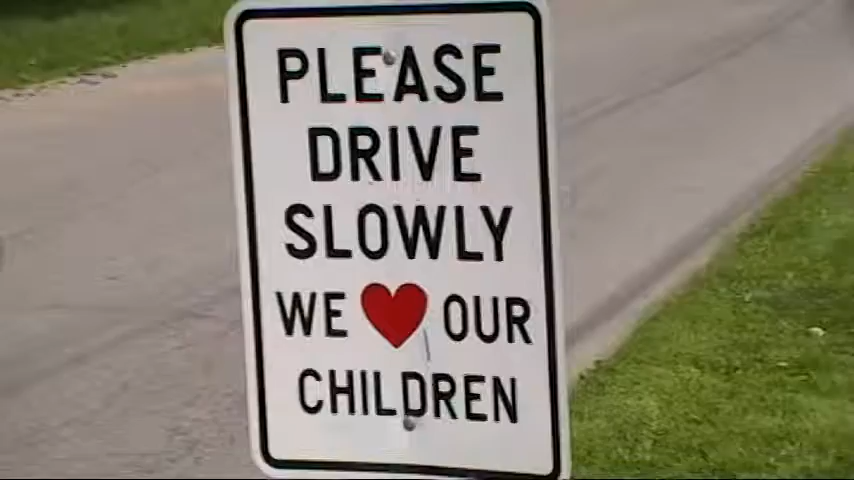 PLEASE
DRIVE
SLOWLY
WE ❤ OUR
CHILDREN